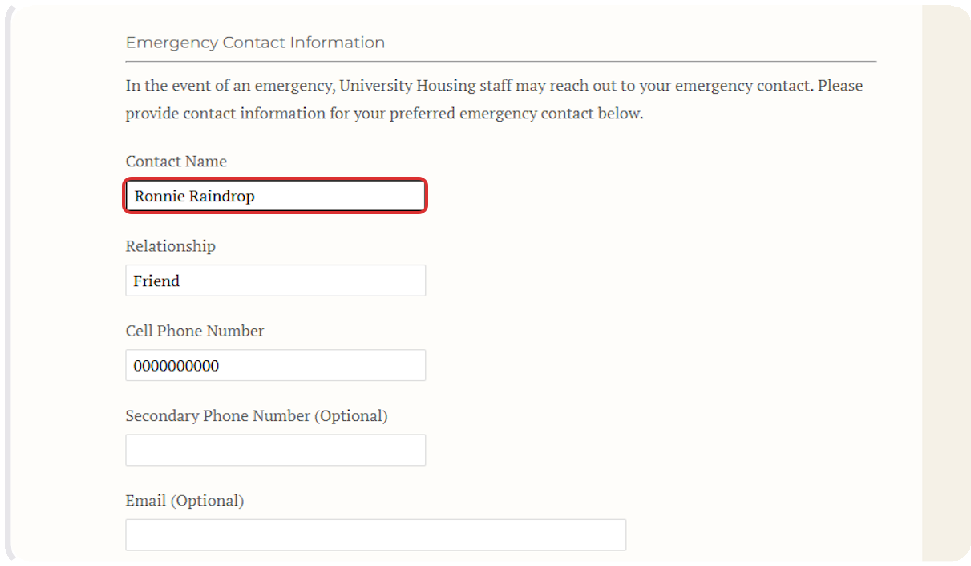 Emergency Contact Information
In the event of an emergency, University Housing staff may reach out to your emergency contact. Please
provide contact information for your preferred emergency contact below.
Contact Name
Ronnie Raindrop
Relationship
Friend
Cell Phone Number
0000000000
Secondary Phone Number (Optional)
Email (Optional)